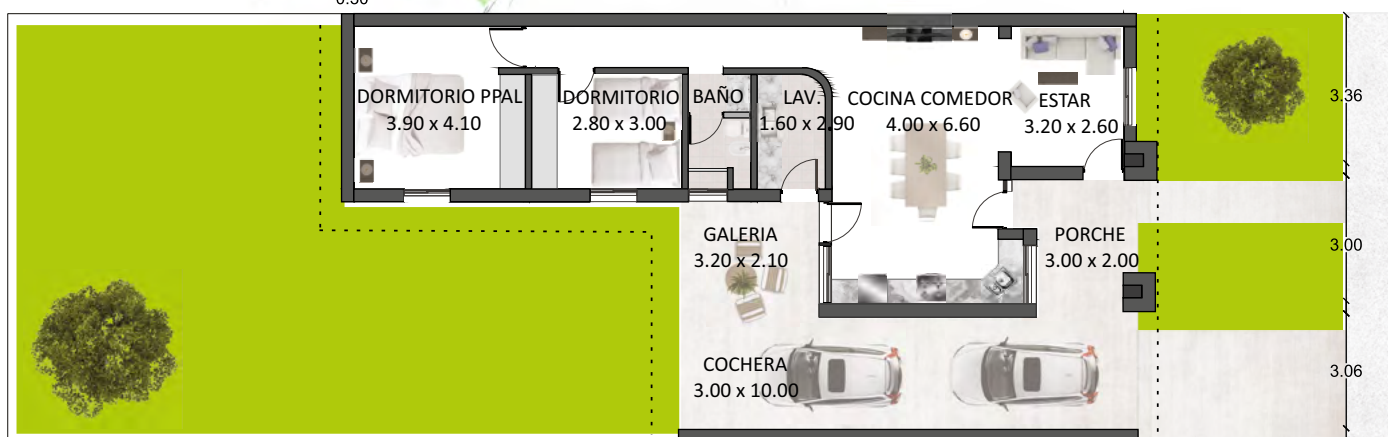 DORMITORIO PPAL
3.90 x 4.10
DORMITORIO
2.80 x 3.00
BAÑO
LAV.
1.60 x 2.90
COCINA COMEDOR
4.00 x 6.60
ESTAR
3.20 x 2.60
GALERIA
3.20 x 2.10
PORCHE
3.00 x 2.00
COCHERA
3.00 x 10.00
3.36
3.00
3.06